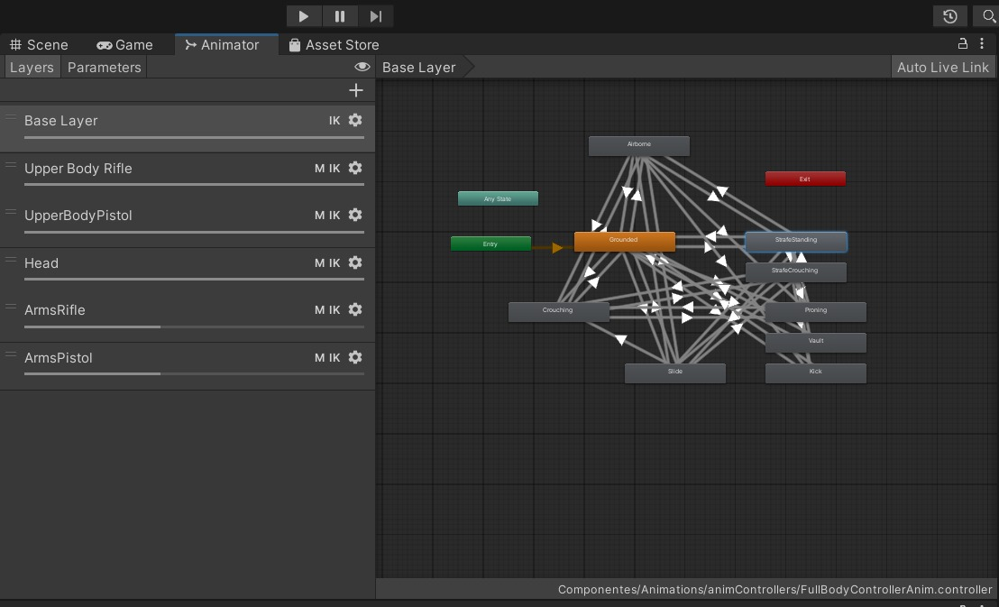 Scene
Game
Animator
Asset Store
Layers
Parameters
Base Layer
Auto Live Link
Base Layer
IK
Upper Body Rifle
M IK
UpperBodyPistol
M IK
Head
M IK
ArmsRifle
M IK
ArmsPistol
M IK
Airborne
Exit
Any State
Entry
Grounded
StrafeStanding
StrafeCrouching
Crouching
Proning
Vault
Slide
Kick
Componentes/Animations/animControllers/FullBodyControllerAnim.controller